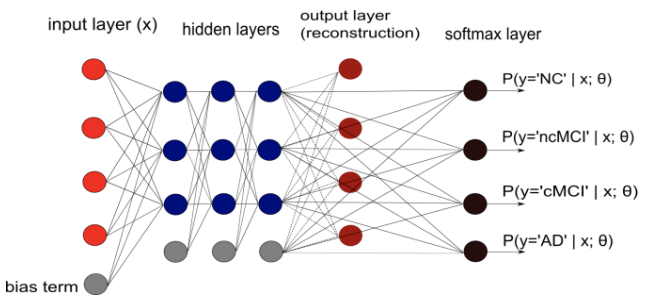 input layer (x)
hidden layers
output layer
(reconstruction)
softmax layer
P(y='NC' | x; θ)
P(y='ncMCI' | x; θ)
P(y='cMCI' | x; θ)
P(y='AD' | x; θ)
bias term